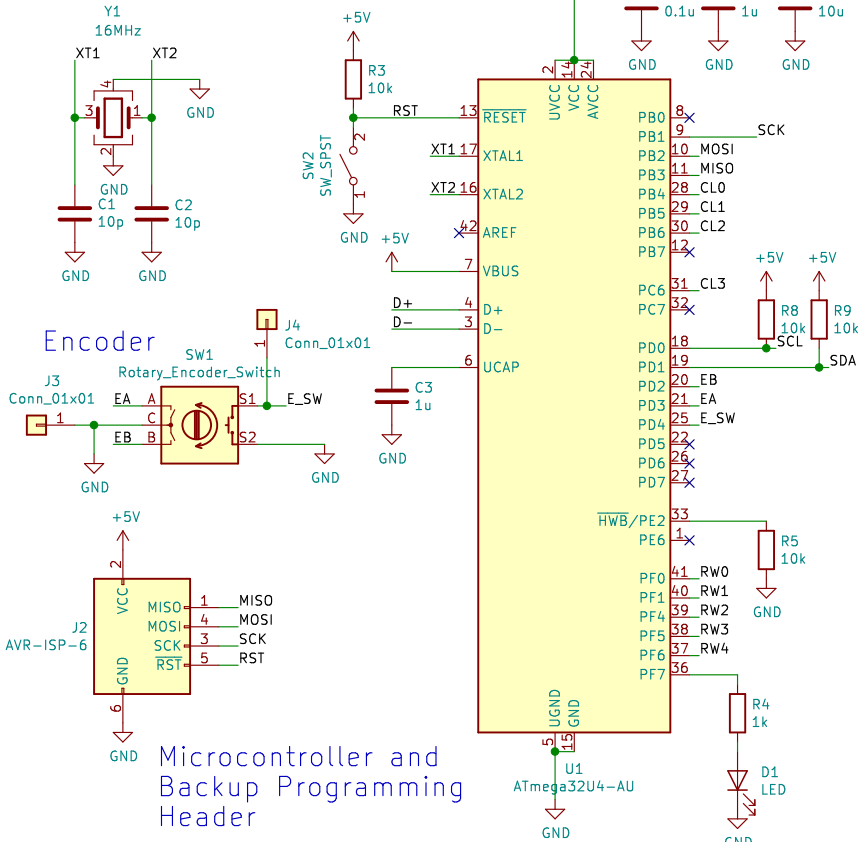 Y1
16MHz
XT1
XT2
4
3
1
2
GND
GND
C1
10p
C2
10p
GND
GND
+5V
R3
10k
RST
2
SW2
SW_SPST
1
GND
0.1u
1u
10u
GND
GND
GND
2
14
24
UVCC
VCC
AVCC
13
RESET
XT1
17
XTAL1
XT2
16
XTAL2
42
AREF
+5V
7
VBUS
D+
4
D+
D-
3
D-
6
UCAP
C3
1u
GND
PB0
8
PB1
9
SCK
PB2
10
MOSI
PB3
11
MISO
PB4
28
CL0
PB5
29
CL1
PB6
30
CL2
PB7
12
PC6
31
CL3
PC7
32
PD0
18
SCL
PD1
19
SDA
PD2
20
EB
PD3
21
EA
PD4
25
E_SW
PD5
22
PD6
26
PD7
27
HWB/PE2
33
PE6
1
PF0
41
RW0
PF1
40
RW1
PF4
39
RW2
PF5
38
RW3
PF6
37
RW4
PF7
36
+5V
R8
10k
+5V
R9
10k
R5
10k
GND
R4
1k
D1
LED
GND
UGND
GND
5
15
U1
ATmega32U4-AU
GND
Encoder
J4
Conn_01x01
1
SW1
Rotary_Encoder_Switch
J3
Conn_01x01
1
EA
A
C
EB
B
S1
E_SW
S2
GND
GND
+5V
2
VCC
J2
AVR-ISP-6
MISO
1
MISO
MOSI
4
MOSI
SCK
3
SCK
RST
5
RST
GND
6
GND
Microcontroller and
Backup Programming
Header